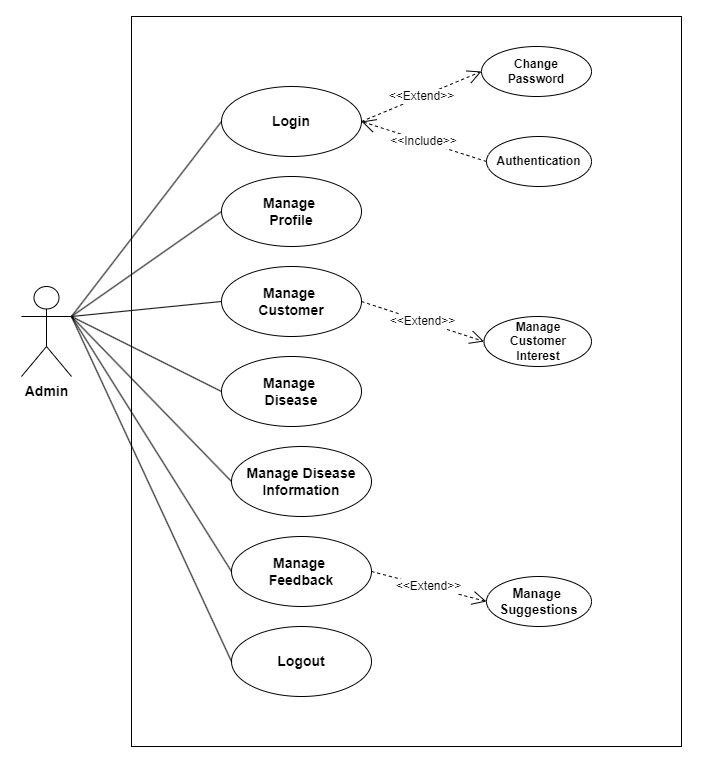 Change
Password
<<Extend>>
Login
<<Include>>
Authentication
Manage
Profile
Manage
Customer
<<Extend>>
Manage
Customer
Interest
Admin
Manage
Disease
Manage Disease
Information
Manage
Feedback
<<Extend>>
Manage
Suggestions
Logout